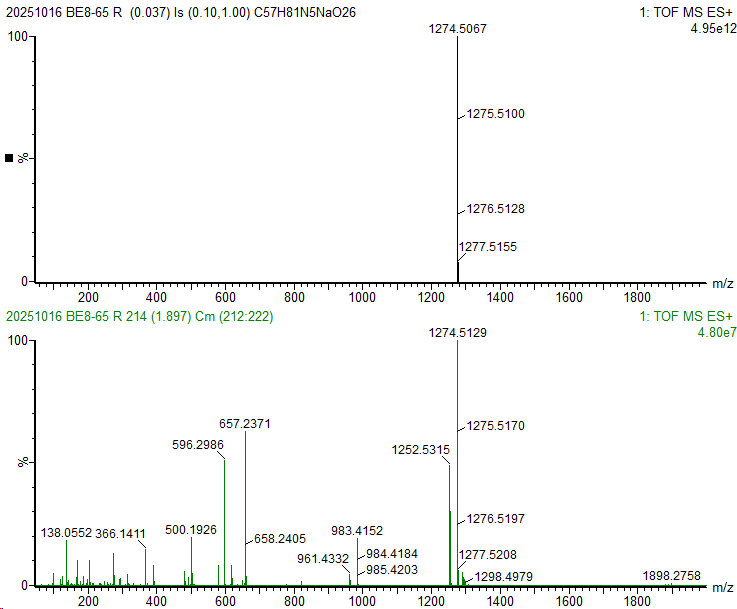 20251016 BE8-65 R (0.037) Is (0.10,1.00) C57H81N5NaO26
1: TOF MS ES+
4.95e12
1274.5067
100
1275.5100
%
1276.5128
1277.5155
0
200 400 600 800 1000 1200 1400 1600 1800
m/z
20251016 BE8-65 R 214 (1.897) Cm (212:222)
1: TOF MS ES+
4.80e7
1274.5129
100
657.2371
1275.5170
596.2986
1252.5315
%
1276.5197
138.0552
366.1411
500.1926
983.4152
658.2405
984.4184
961.4332
1277.5208
985.4203
1298.4979
1898.2758
0
200 400 600 800 1000 1200 1400 1600 1800
m/z